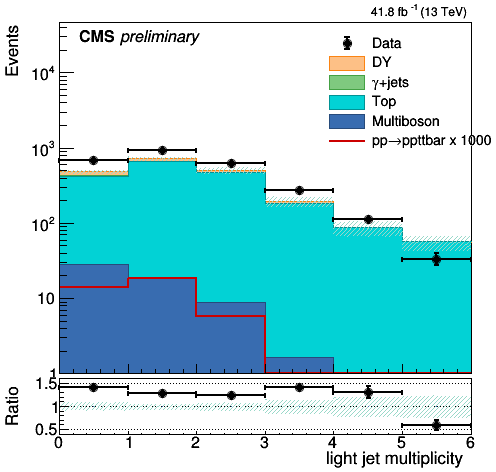 41.8 fb⁻¹ (13 TeV)
CMS preliminary
Events
Data
DY
γ+jets
Top
Multiboson
pp→ppttbar x 1000
10⁴
10³
10²
10
1
Ratio
1.5
1
0.5
0 1 2 3 4 5 6
light jet multiplicity